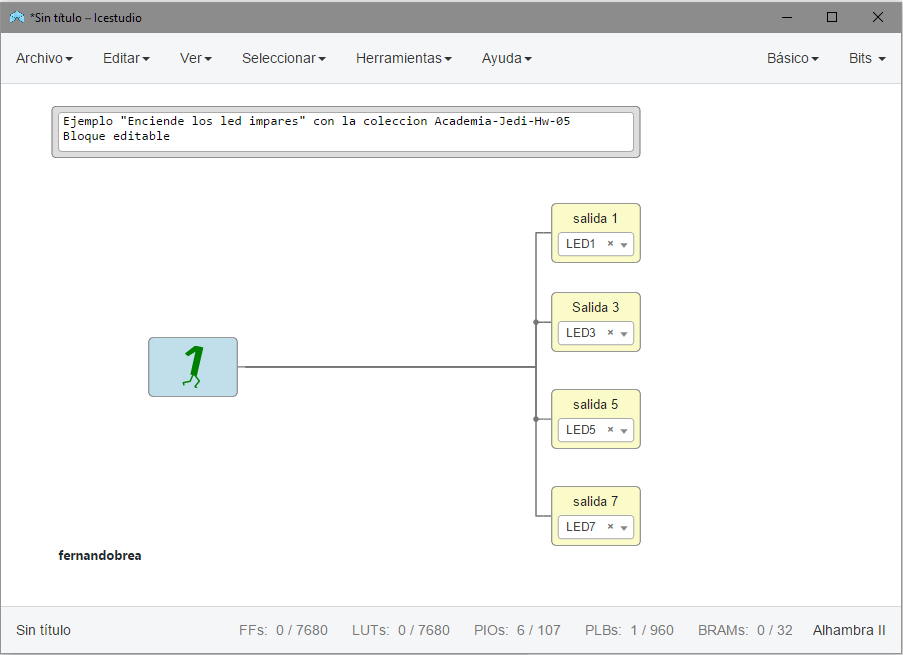 *Sin título – Icestudio
Archivo Editar Ver Seleccionar Herramientas Ayuda Básico Bits
Ejemplo "Enciende los led impares" con la coleccion Academia-Jedi-Hw-05
Bloque editable
salida 1
LED1 ×
Salida 3
LED3 ×
1
salida 5
LED5 ×
salida 7
LED7 ×
fernandobrea
Sin título FFs: 0 / 7680 LUTs: 0 / 7680 PIOs: 6 / 107 PLBs: 1 / 960 BRAMs: 0 / 32 Alhambra II